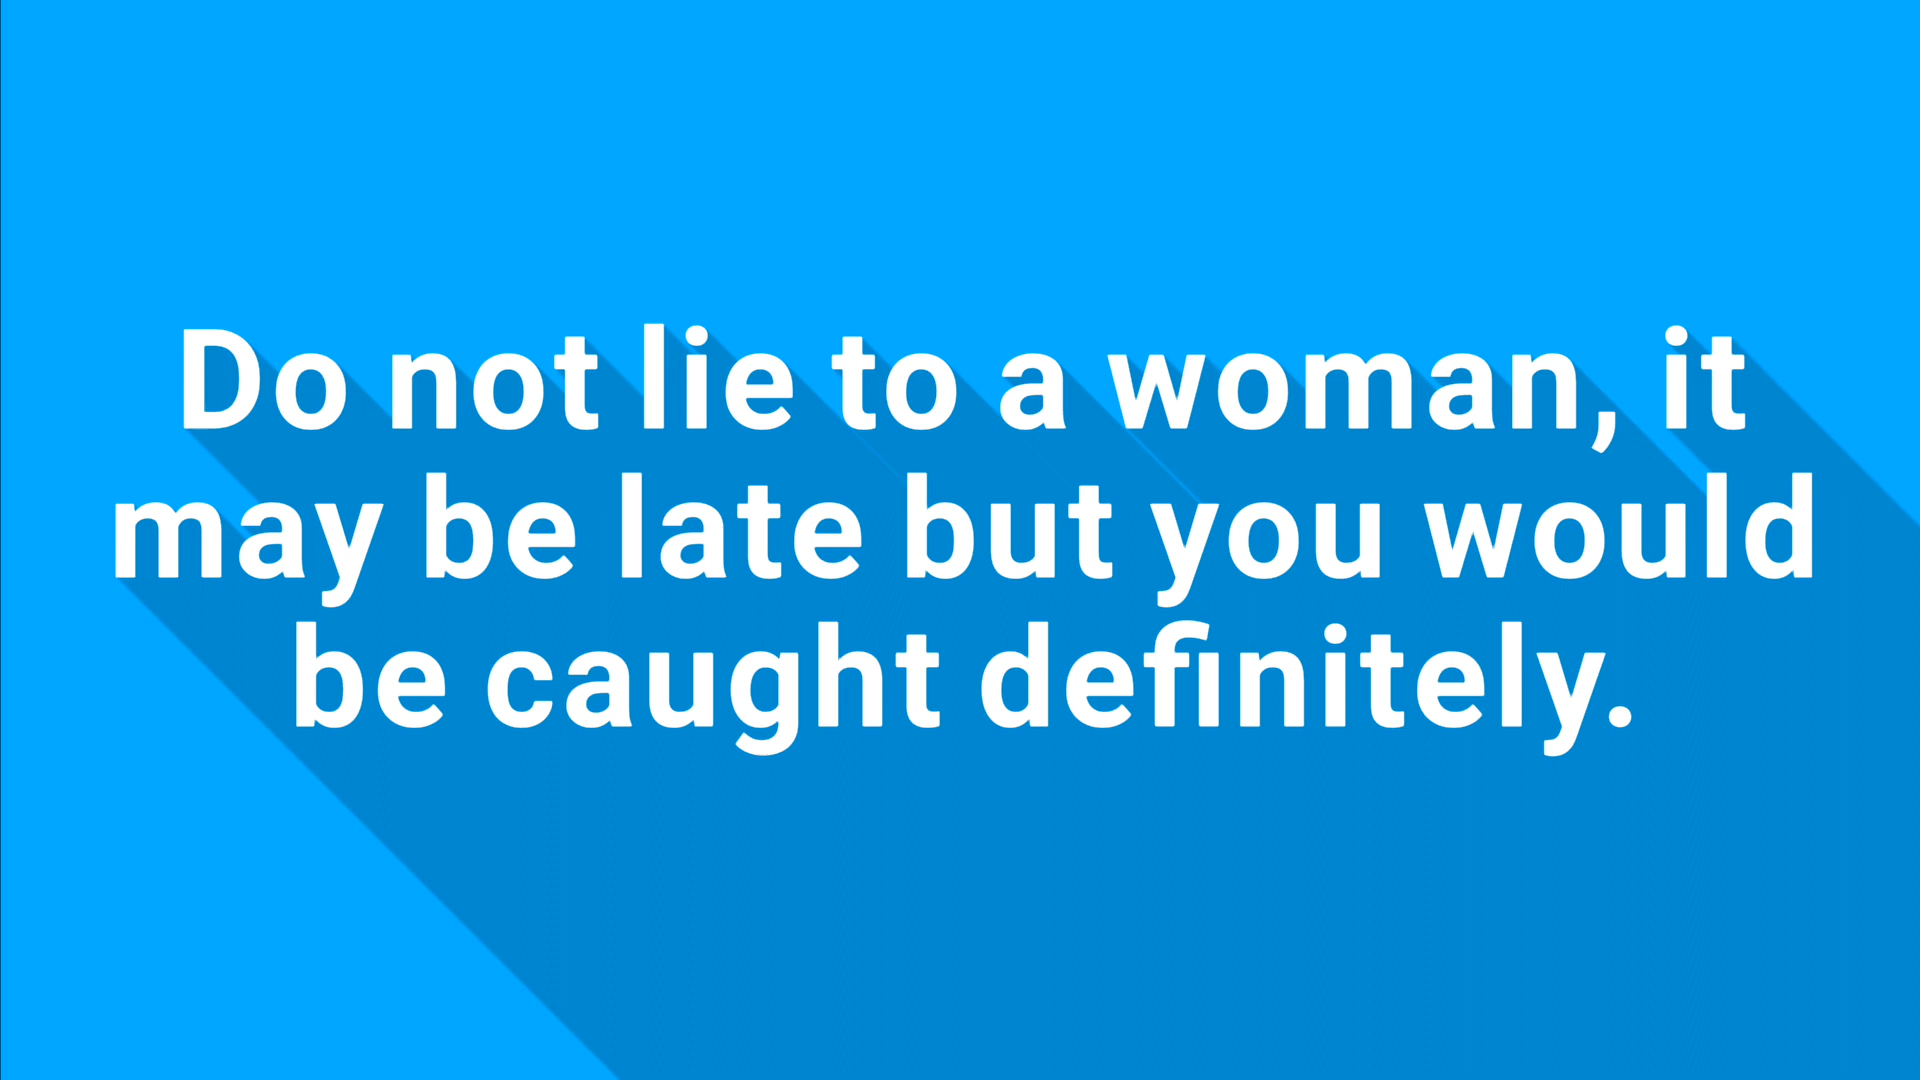 Do not lie to a woman, it
may be late but you would
be caught definitely.